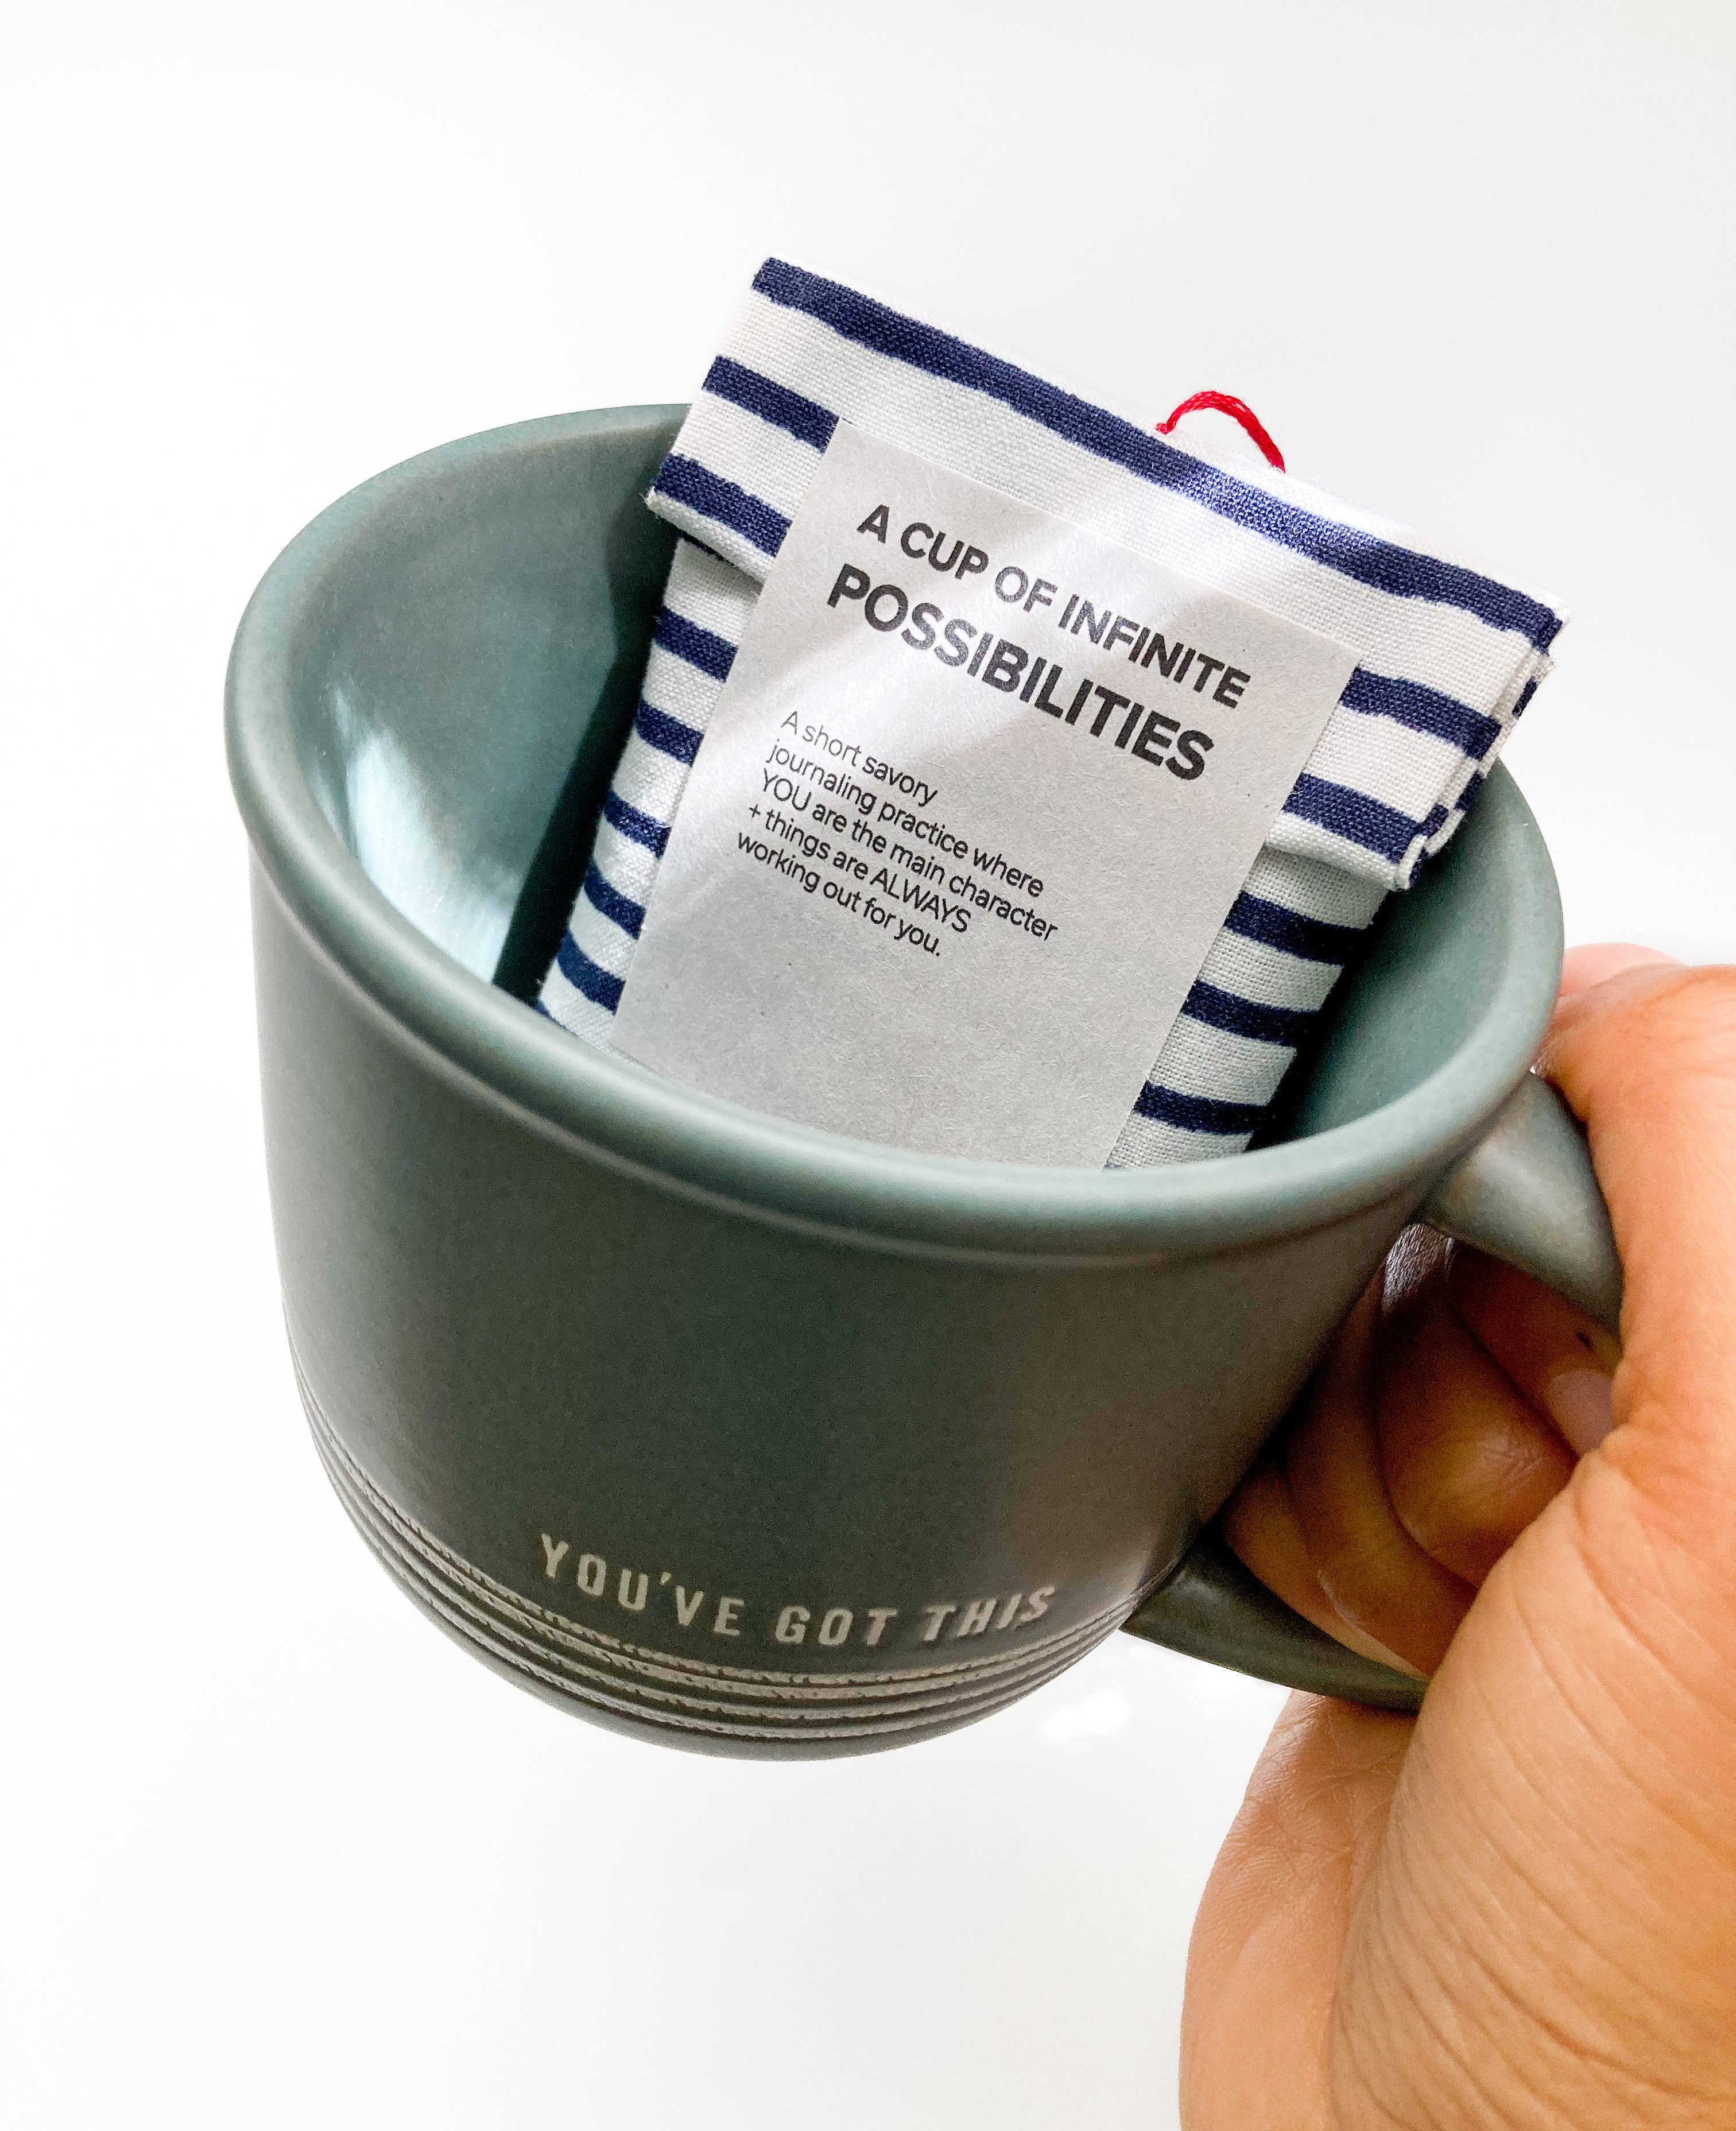 A CUP OF INFINITE
POSSIBILITIES
A short savory
journaling practice where
YOU are the main character
+ things are ALWAYS
working out for you.
YOU'VE GOT THIS